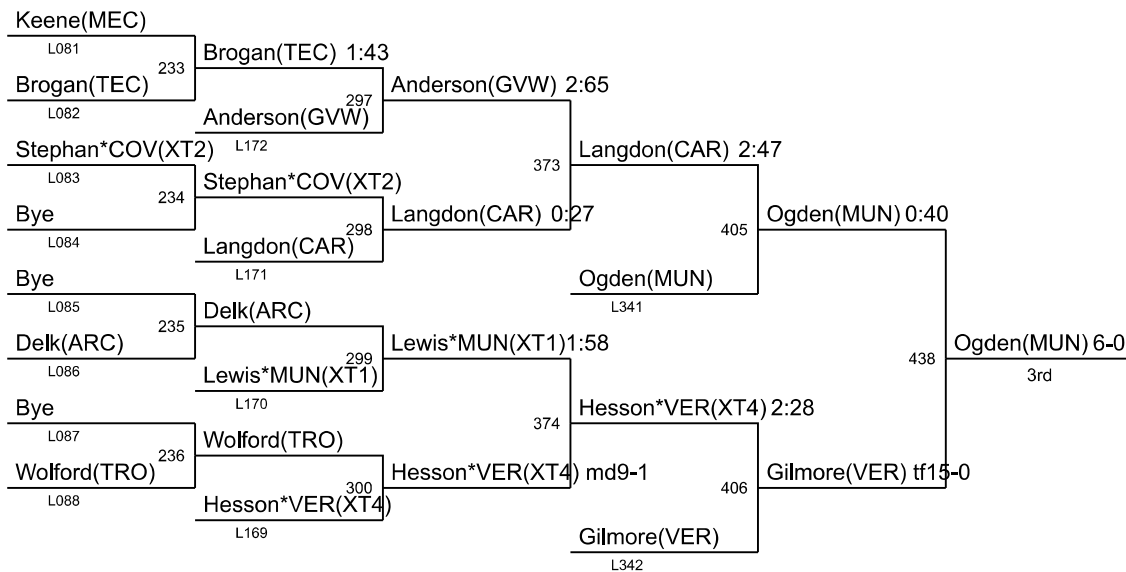 Keene(MEC)
L081
233
Brogan(TEC) 1:43
Brogan(TEC)
L082
297
Anderson(GVW) 2:65
Anderson(GVW)
L172
Stephan*COV(XT2)
L083
234
Stephan*COV(XT2)
Bye
L084
298
Langdon(CAR) 0:27
Langdon(CAR)
L171
373
Langdon(CAR) 2:47
405
Ogden(MUN) 0:40
Ogden(MUN)
L341
Bye
L085
235
Delk(ARC)
Delk(ARC)
L086
299
Lewis*MUN(XT1)1:58
Lewis*MUN(XT1)
L170
438
Ogden(MUN) 6-0
3rd
Bye
L087
236
Wolford(TRO)
Wolford(TRO)
L088
300
Hesson*VER(XT4) md9-1
Hesson*VER(XT4)
L169
374
Hesson*VER(XT4) 2:28
406
Gilmore(VER) tf15-0
Gilmore(VER)
L342